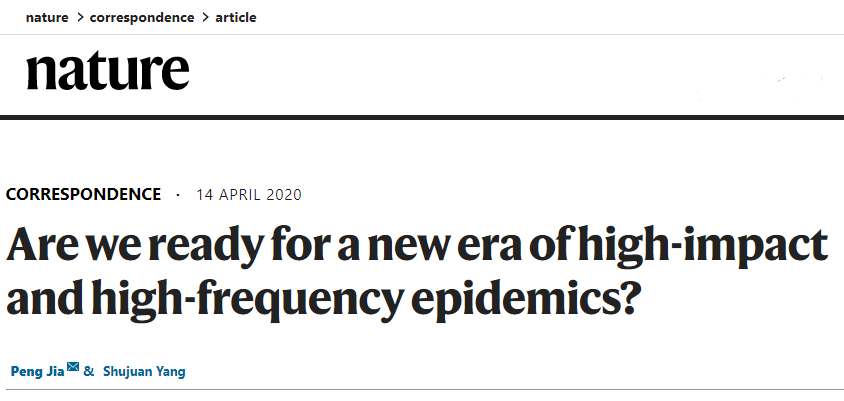 nature > correspondence > article
nature
CORRESPONDENCE · 14 APRIL 2020
Are we ready for a new era of high-impact
and high-frequency epidemics?
Peng Jia & Shujuan Yang